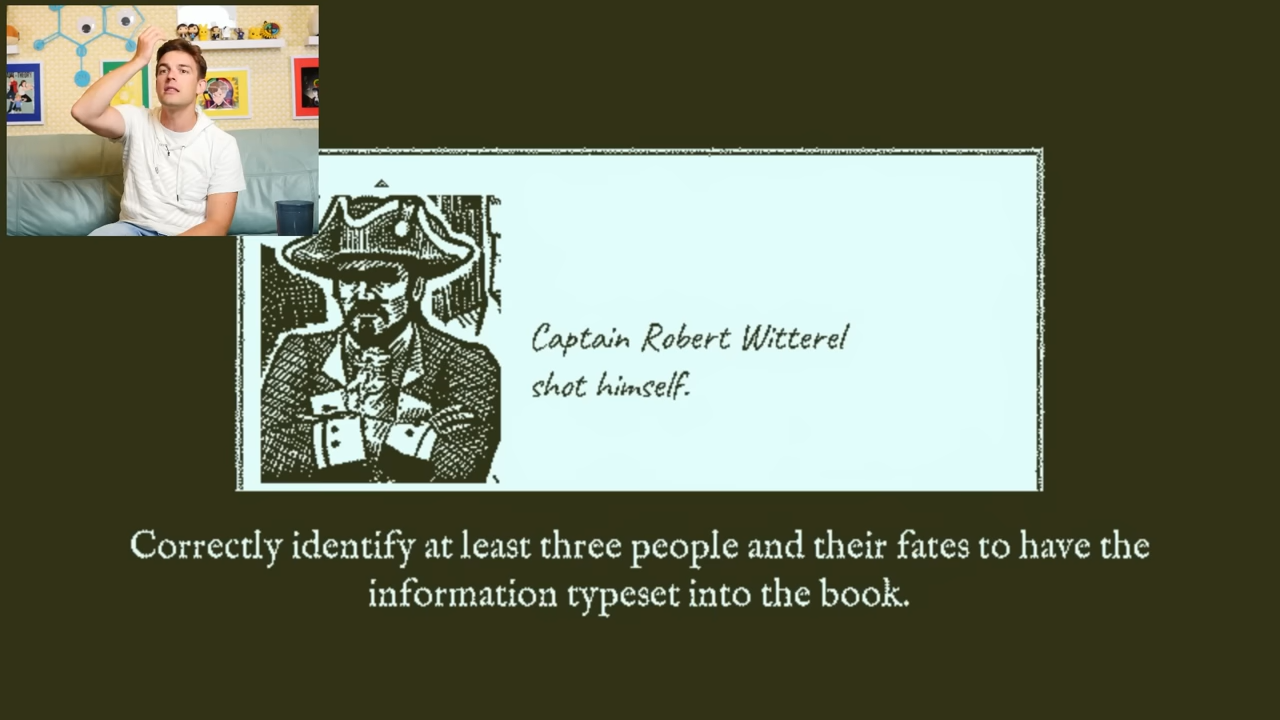 Captain Robert Witterel
shot himself.
Correctly identify at least three people and their fates to have the
information typeset into the book.